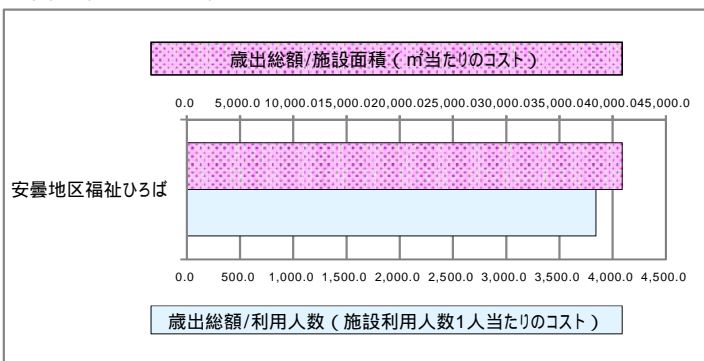 歳出総額/施設面積（㎡当たりのコスト）
0.0 5,000.0 10,000.0 15,000.0 20,000.0 25,000.0 30,000.0 35,000.0 40,000.0 45,000.0
安曇地区福祉ひろば
0.0 500.0 1,000.0 1,500.0 2,000.0 2,500.0 3,000.0 3,500.0 4,000.0 4,500.0
歳出総額/利用人数（施設利用人数1人当たりのコスト）